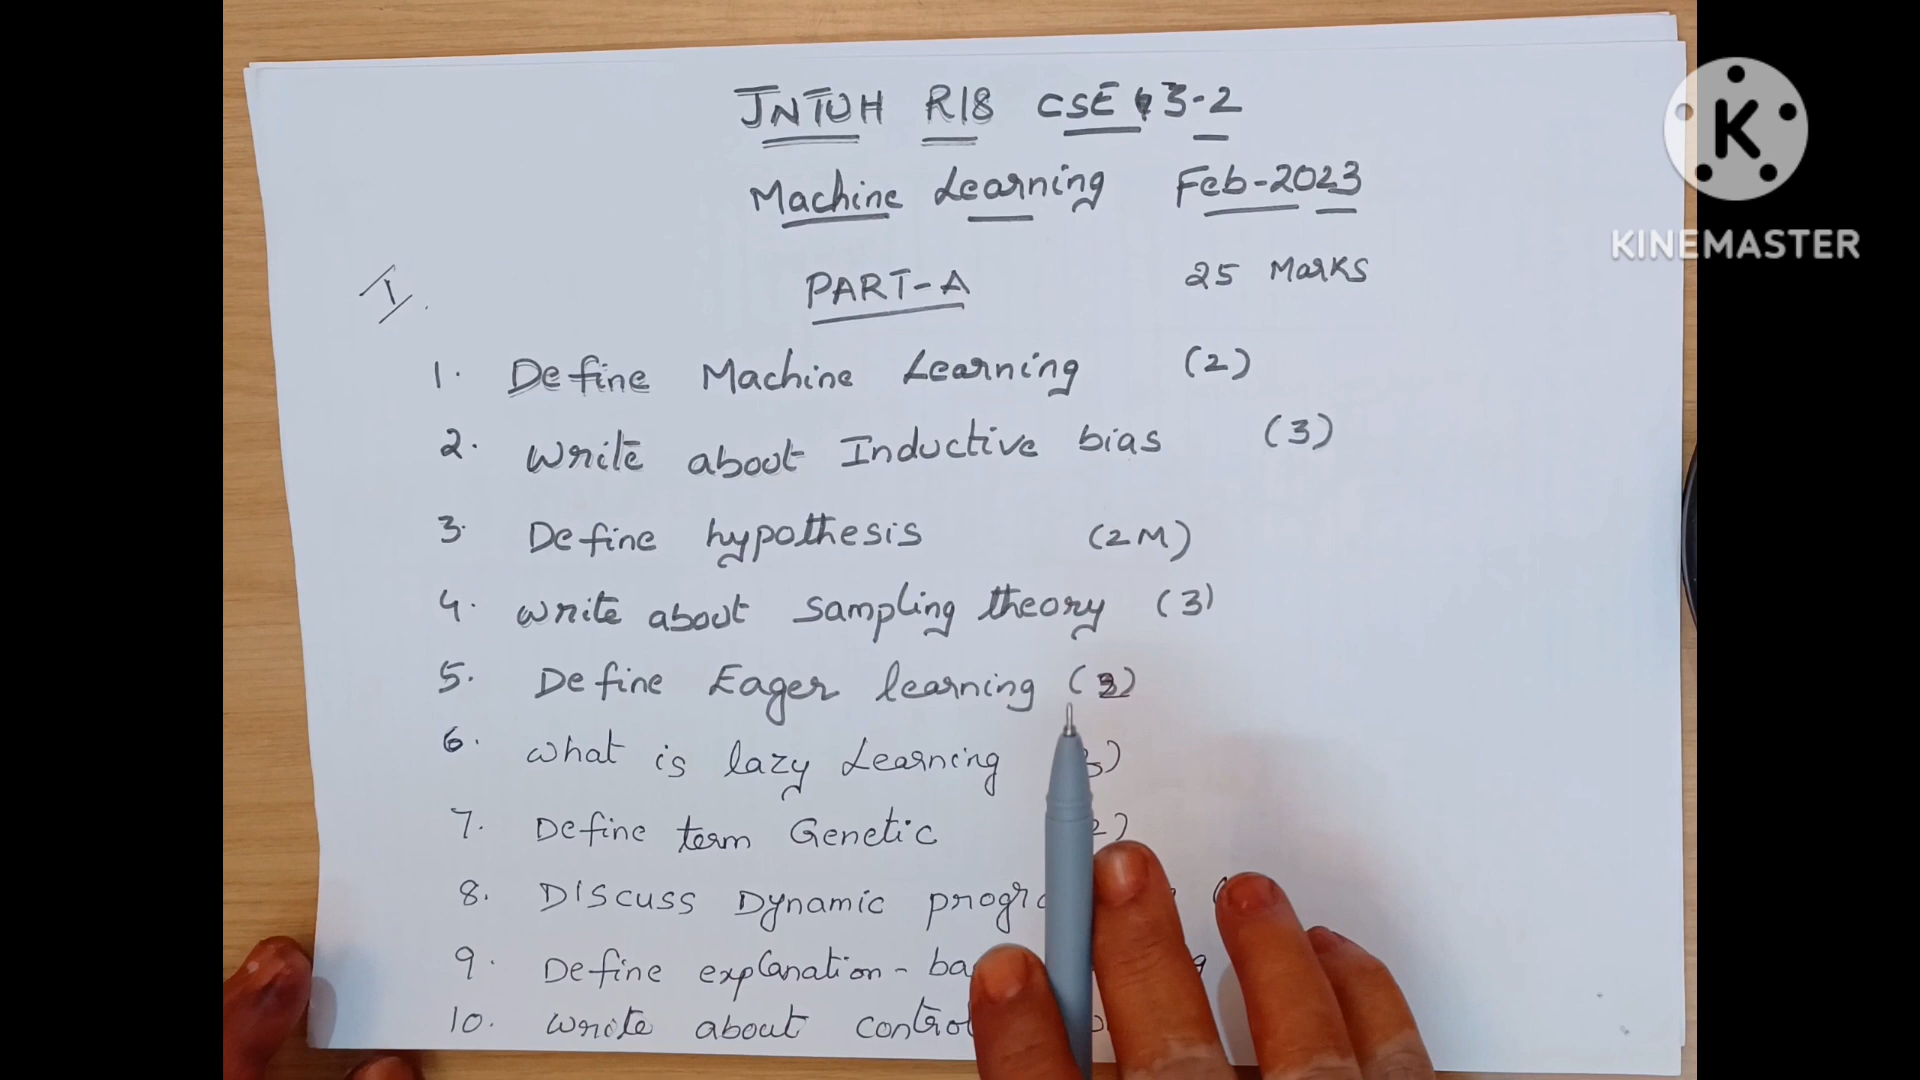 JNTUH R18 CSE 3-2
Machine Learning Feb-2023
I. PART-A 25 Marks
1. Define Machine Learning (2)
2. Write about Inductive bias (3)
3. Define hypothesis (2M)
4. write about sampling theory (3)
5. Define Eager learning (2)
6. what is lazy Learning
7. Define term Genetic
8. DISCUSS Dynamic
9. Define explanation-
10. write about
K
KINEMASTER